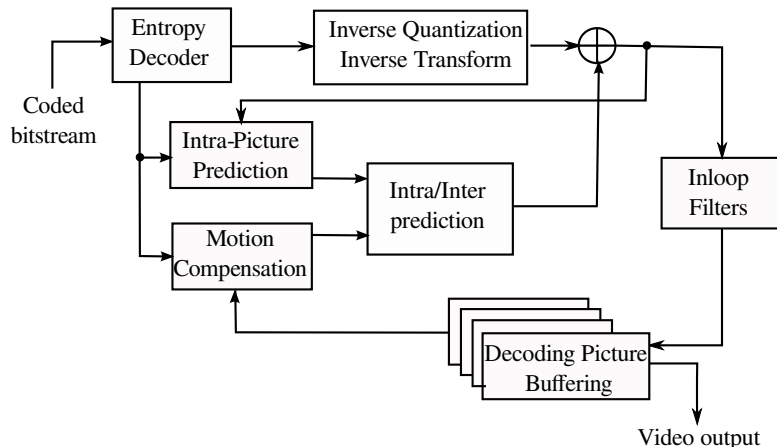 Entropy
Decoder
Inverse Quantization
Inverse Transform
Coded
bitstream
Intra-Picture
Prediction
Intra/Inter
prediction
Inloop
Filters
Motion
Compensation
Decoding Picture
Buffering
Video output